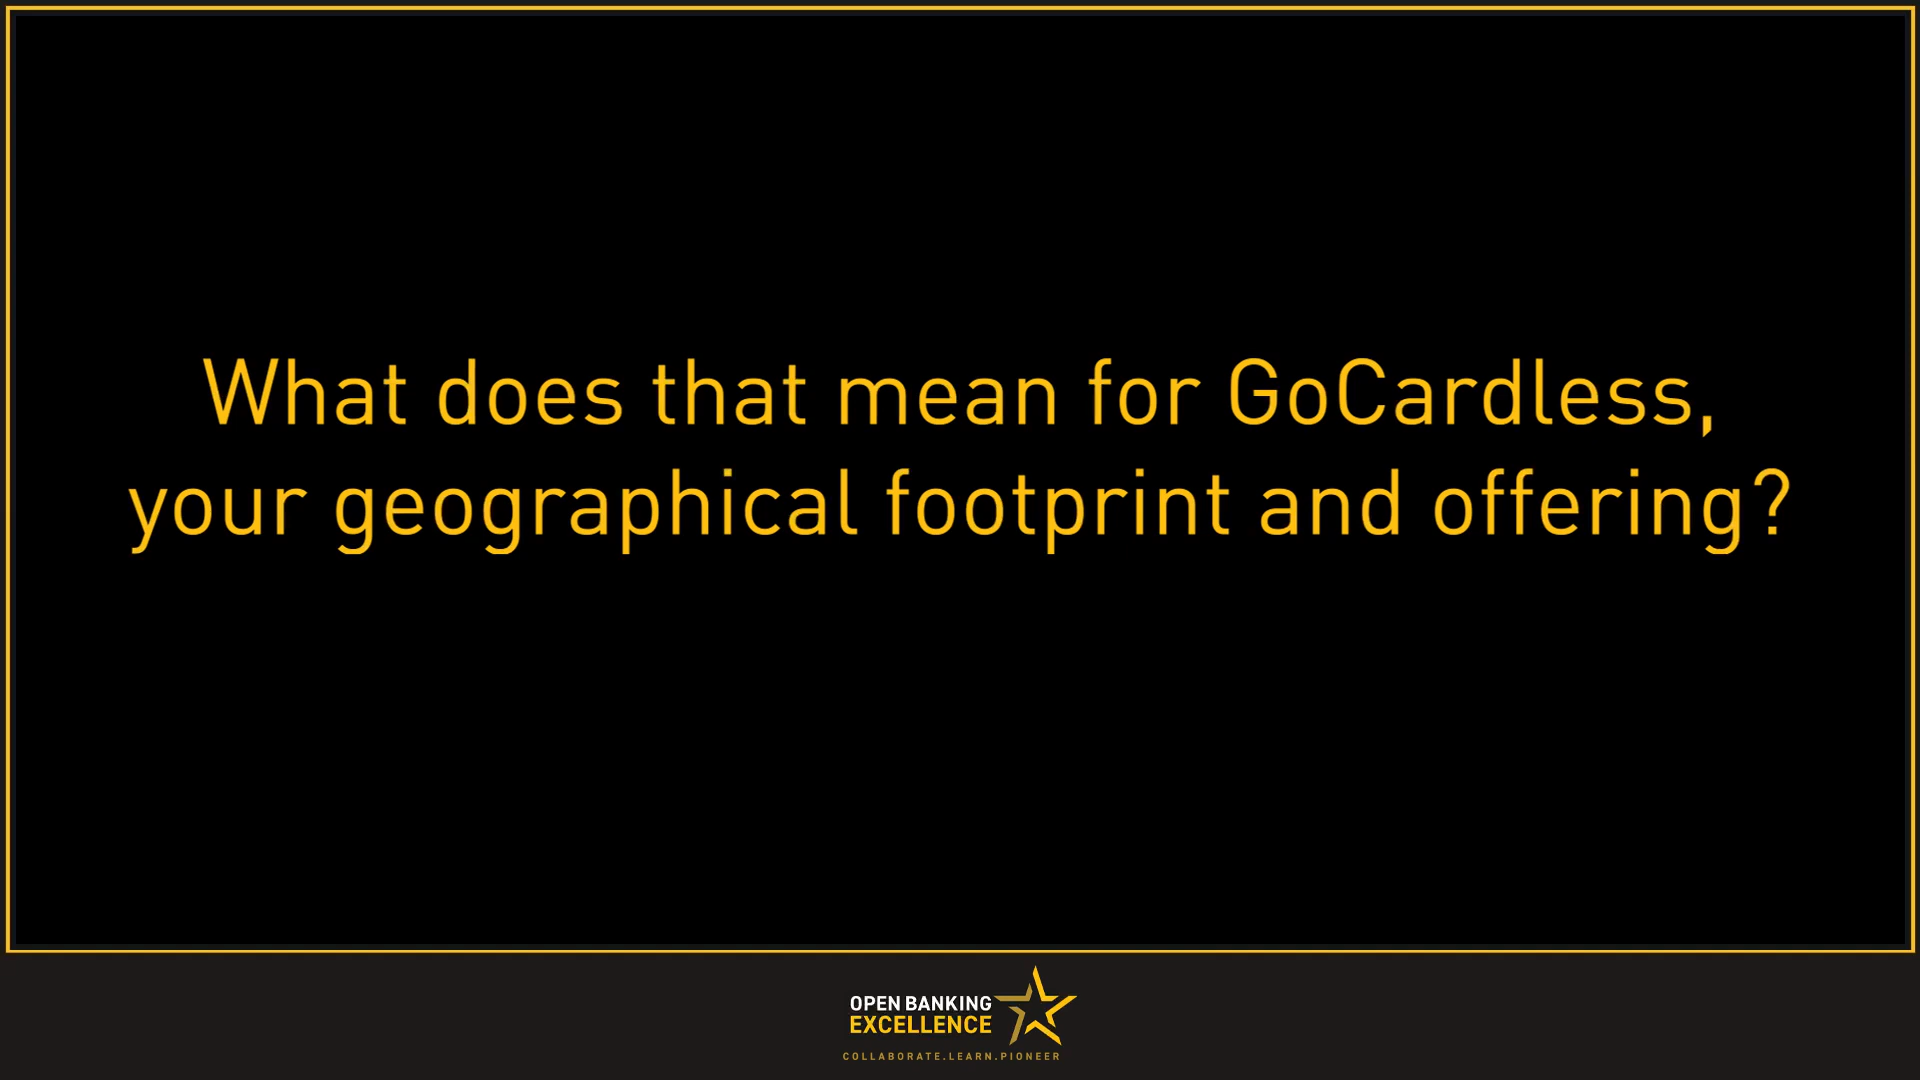 What does that mean for GoCardless,
your geographical footprint and offering?
OPEN BANKING
EXCELLENCE
COLLABORATE.LEARN.PIONEER